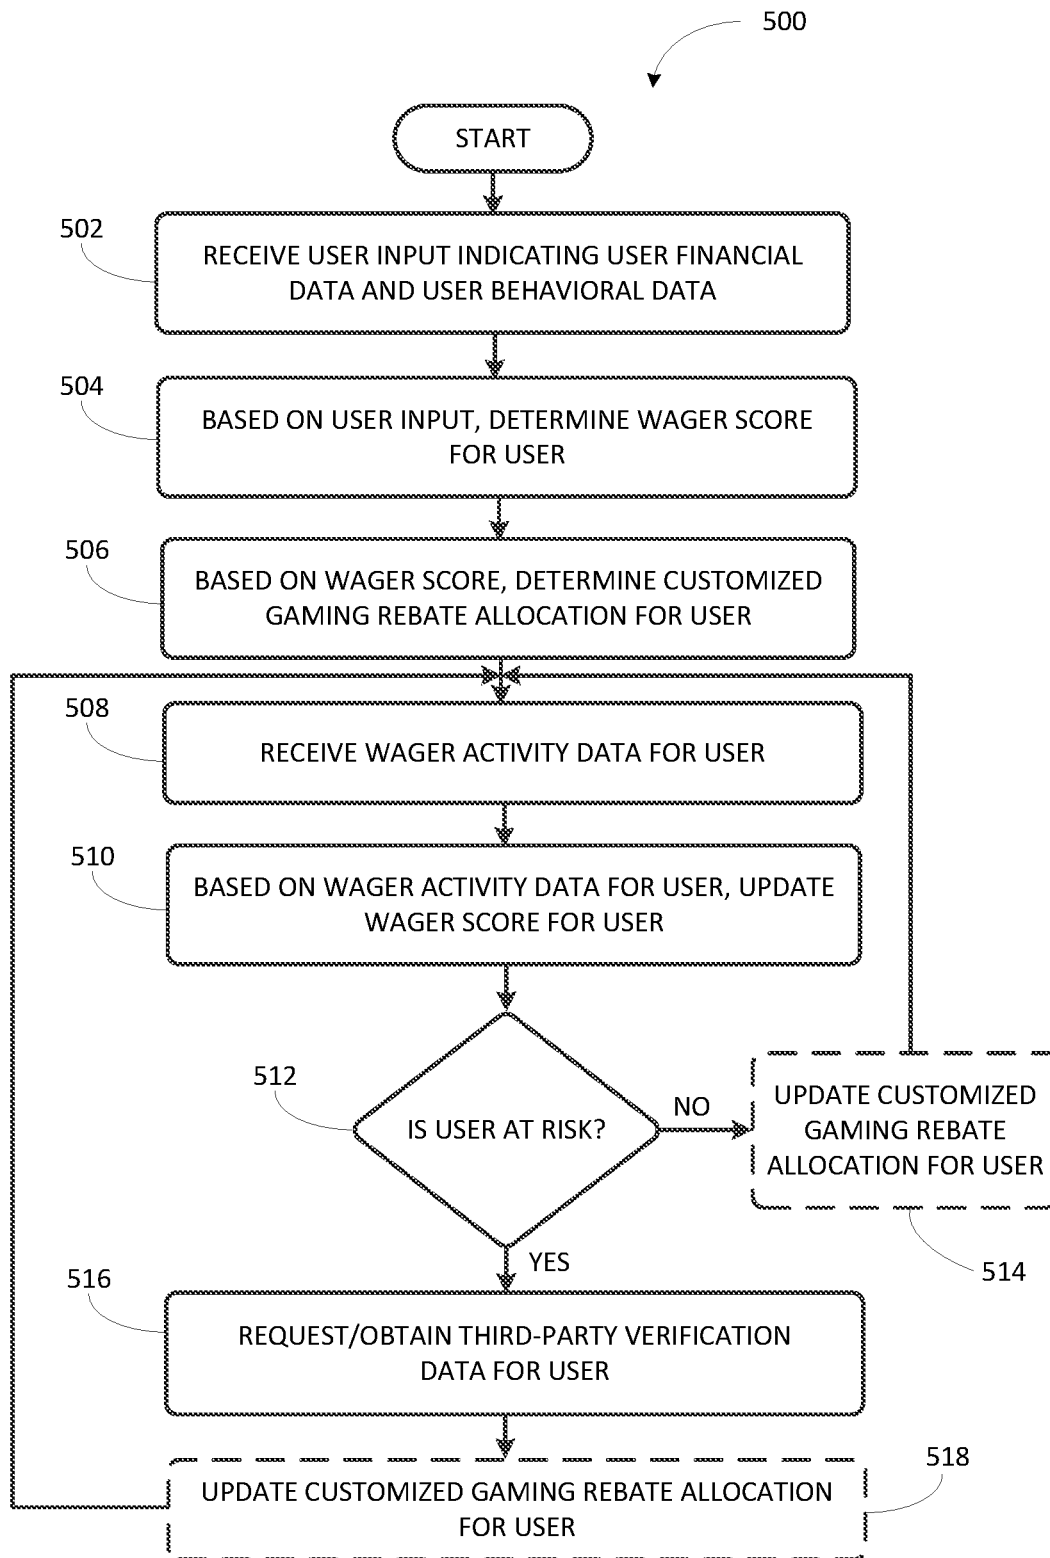 500
START
502
RECEIVE USER INPUT INDICATING USER FINANCIAL
DATA AND USER BEHAVIORAL DATA
504
BASED ON USER INPUT, DETERMINE WAGER SCORE
FOR USER
506
BASED ON WAGER SCORE, DETERMINE CUSTOMIZED
GAMING REBATE ALLOCATION FOR USER
508
RECEIVE WAGER ACTIVITY DATA FOR USER
510
BASED ON WAGER ACTIVITY DATA FOR USER, UPDATE
WAGER SCORE FOR USER
512
IS USER AT RISK?
NO
UPDATE CUSTOMIZED
GAMING REBATE
ALLOCATION FOR USER
514
YES
516
REQUEST/OBTAIN THIRD-PARTY VERIFICATION
DATA FOR USER
518
UPDATE CUSTOMIZED GAMING REBATE ALLOCATION
FOR USER